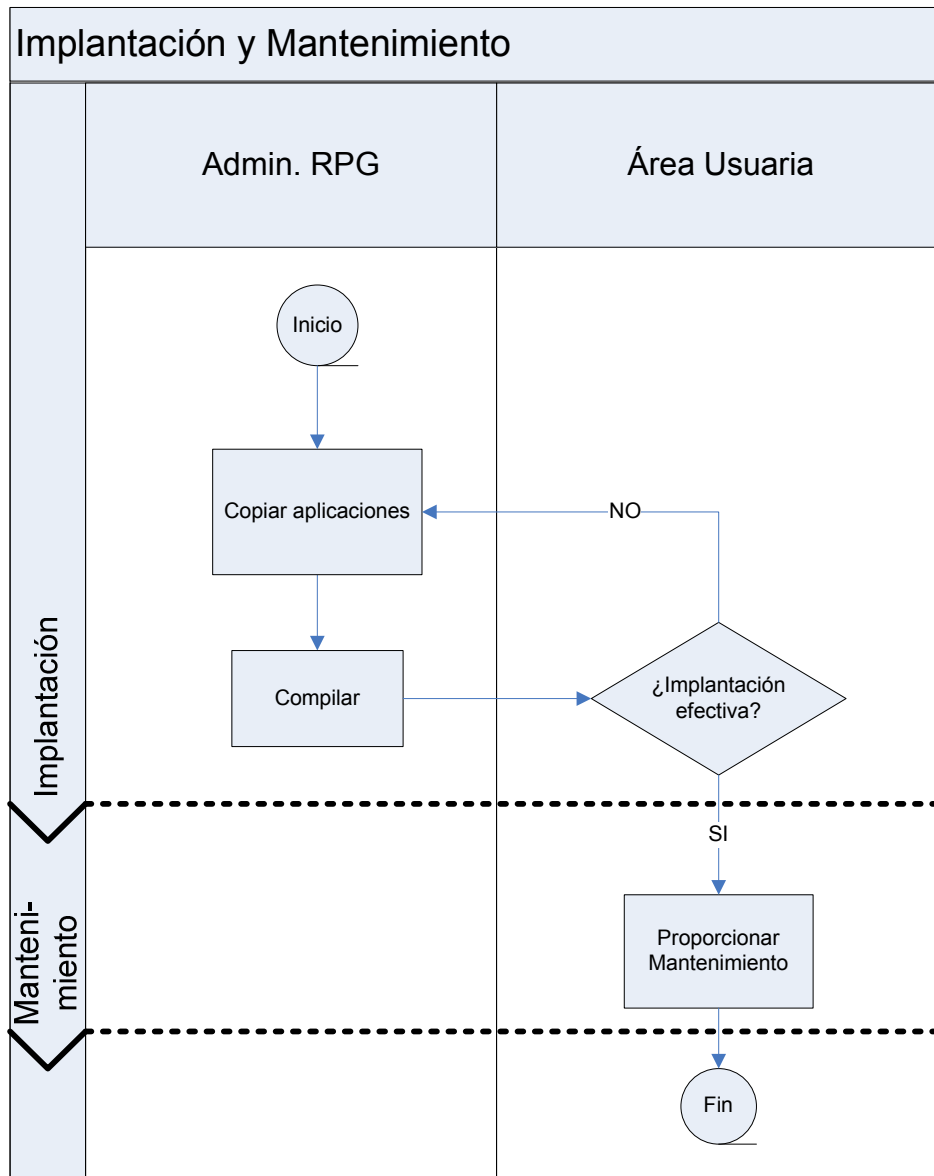 Implantación y Mantenimiento
Admin. RPG
Área Usuaria
Inicio
Copiar aplicaciones
NO
Compilar
¿Implantación
efectiva?
Implantación
SI
Proporcionar
Mantenimiento
Manteni-
miento
Fin